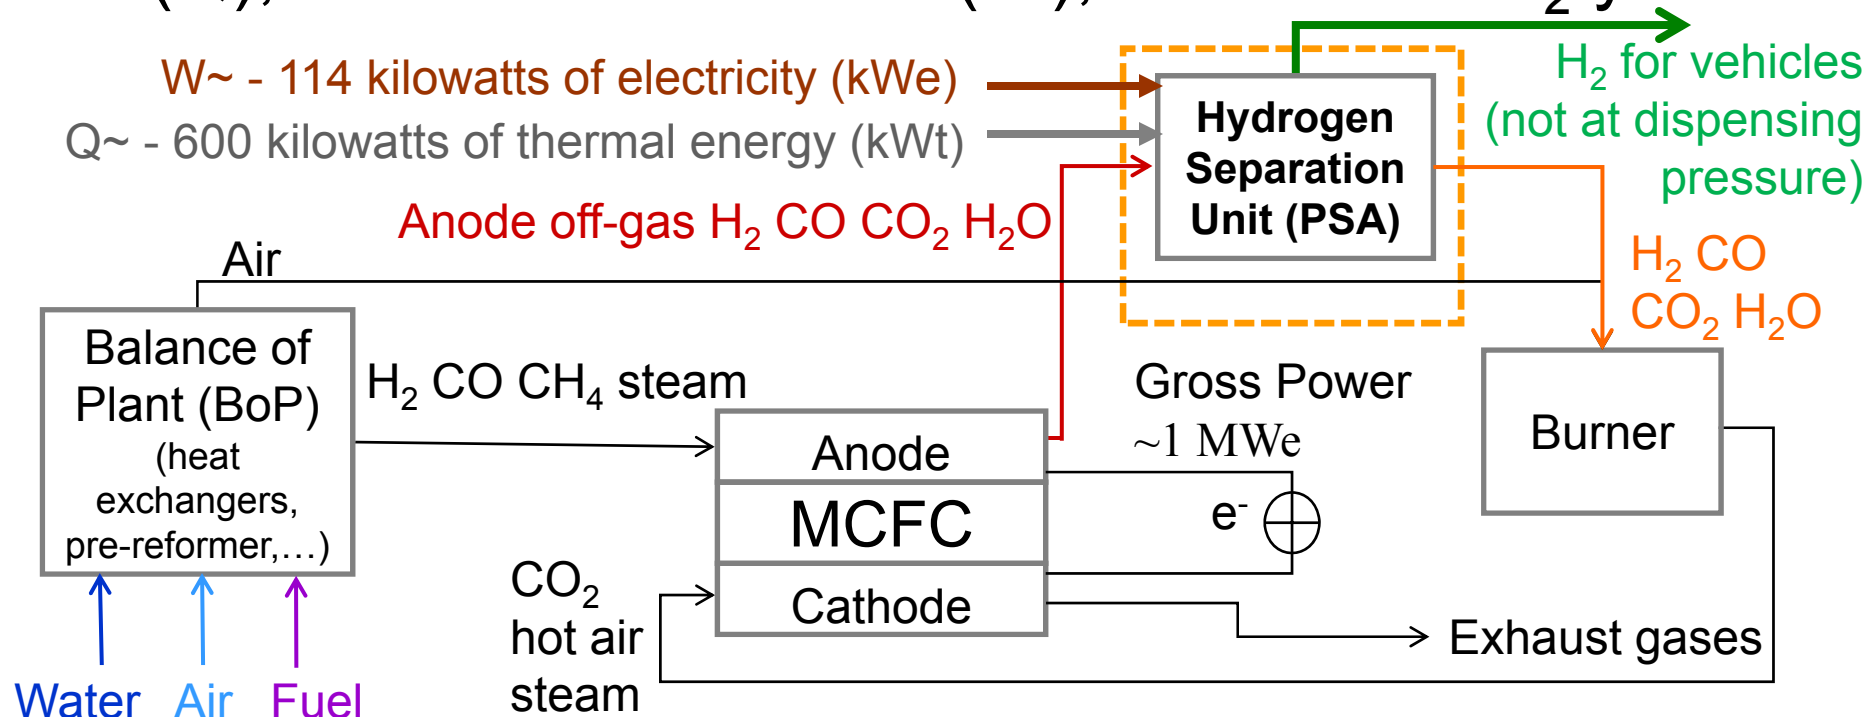 W~ - 114 kilowatts of electricity (kWe)
Q~ - 600 kilowatts of thermal energy (kWt)
Hydrogen
Separation
Unit (PSA)
H₂ for vehicles
(not at dispensing
pressure)
Anode off-gas H₂ CO CO₂ H₂O
Air
H₂ CO
CO₂ H₂O
Balance of
Plant (BoP)
(heat
exchangers,
pre-reformer,…)
H₂ CO CH₄ steam
Gross Power
~1 MWe
Anode
MCFC
Cathode
e⁻
Burner
CO₂
hot air
steam
Exhaust gases
Water Air Fuel